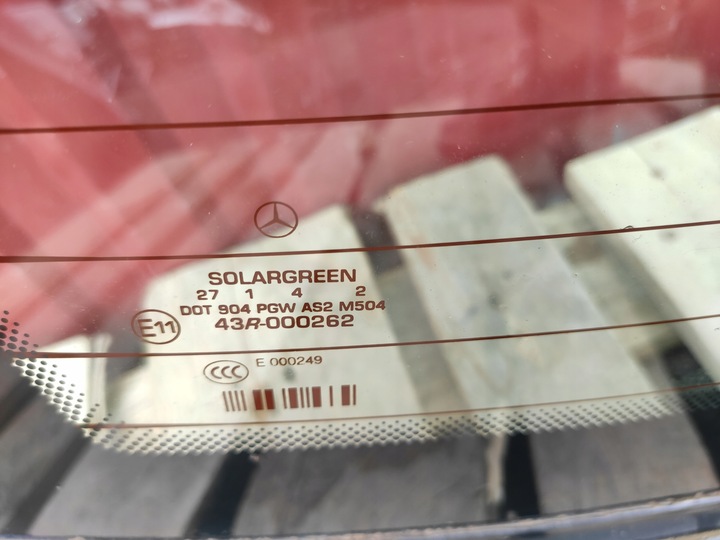 SOLARGREEN
27 1 4 2
DOT 904 PGW AS2 M504
E11 43R-000262
CCC E 000249